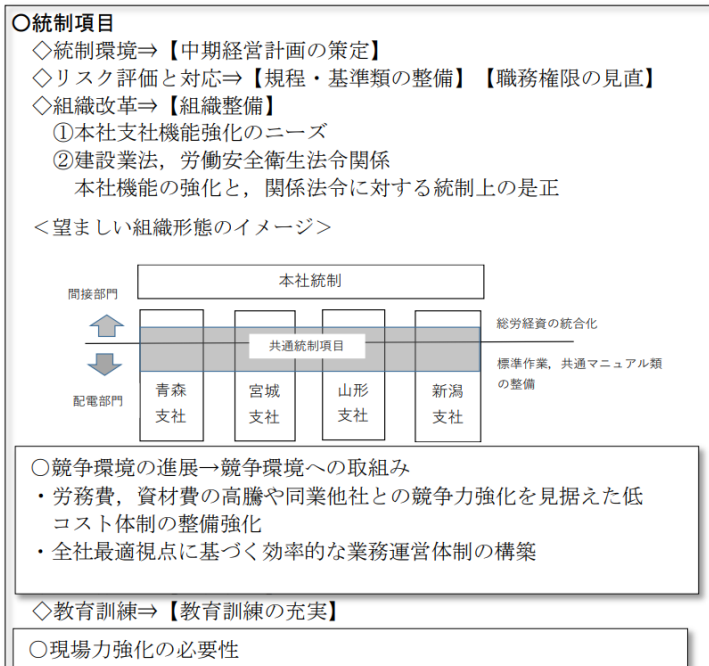 〇統制項目
◇統制環境⇒【中期経営計画の策定】
◇リスク評価と対応⇒【規程・基準類の整備】【職務権限の見直】
◇組織改革⇒【組織整備】
①本社支社機能強化のニーズ
②建設業法，労働安全衛生法令関係
本社機能の強化と，関係法令に対する統制上の是正
＜望ましい組織形態のイメージ＞
本社統制
間接部門
総労経資の統合化
共通統制項目
標準作業，共通マニュアル類
の整備
配電部門
青森
支社
宮城
支社
山形
支社
新潟
支社
〇競争環境の進展→競争環境への取組み
・労務費，資材費の高騰や同業他社との競争力強化を見据えた低
コスト体制の整備強化
・全社最適視点に基づく効率的な業務運営体制の構築
◇教育訓練⇒【教育訓練の充実】
〇現場力強化の必要性